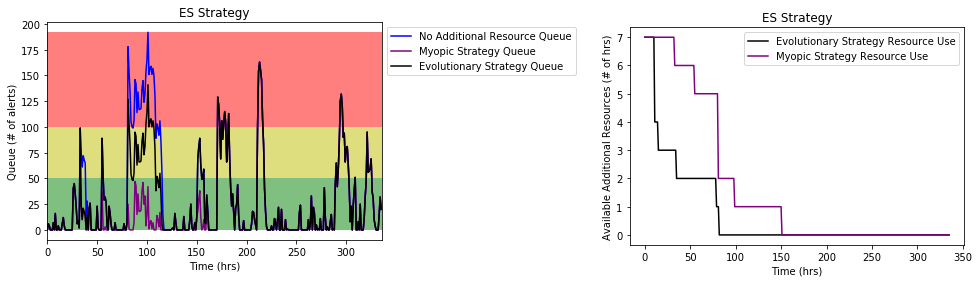 ES Strategy
Queue (# of alerts)
200
175
150
125
100
75
50
25
0
0 50 100 150 200 250 300
Time (hrs)
No Additional Resource Queue
Myopic Strategy Queue
Evolutionary Strategy Queue
ES Strategy
Available Additional Resources (# of hrs)
7
6
5
4
3
2
1
0
0 50 100 150 200 250 300 350
Time (hrs)
Evolutionary Strategy Resource Use
Myopic Strategy Resource Use